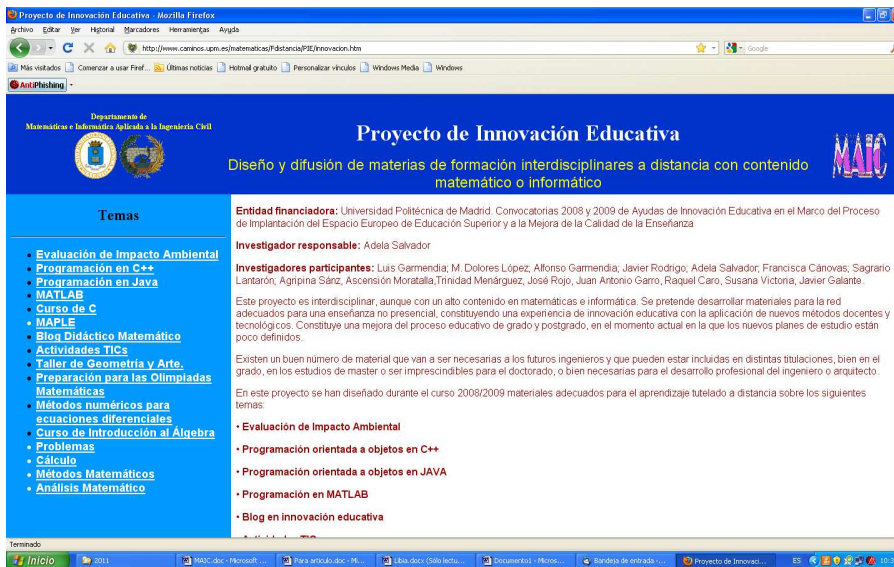 Proyecto de Innovación Educativa - Mozilla Firefox
Archivo Editar Ver Historial Marcadores Herramientas Ayuda
http://www.caminos.upm.es/matematicas/Fdistancia/PIE/innovacion.htm
Google
Más visitados Comenzar a usar Firef... Últimas noticias Hotmail gratuito Personalizar vínculos Windows Media Windows
AntiPhishing
Departamento de
Matemáticas e Informática Aplicada a la Ingeniería Civil
Proyecto de Innovación Educativa
Diseño y difusión de materias de formación interdisciplinares a distancia con contenido
matemático o informático
MAIC
Temas
Evaluación de Impacto Ambiental
Programación en C++
Programación en Java
MATLAB
Curso de C
MAPLE
Blog Didáctico Matemático
Actividades TICs
Taller de Geometría y Arte.
Preparación para las Olimpiadas
Matemáticas
Métodos numéricos para
ecuaciones diferenciales
Curso de Introducción al Álgebra
Problemas
Cálculo
Métodos Matemáticos
Análisis Matemático
Entidad financiadora: Universidad Politécnica de Madrid. Convocatorias 2008 y 2009 de Ayudas de Innovación Educativa en el Marco del Proceso
de Implantación del Espacio Europeo de Educación Superior y a la Mejora de la Calidad de la Enseñanza
Investigador responsable: Adela Salvador
Investigadores participantes: Luis Garmendia; M. Dolores López; Alfonso Garmendia; Javier Rodrigo; Adela Salvador; Francisca Cánovas; Sagrario
Lantarón; Agripina Sánz, Ascensión Moratalla,Trinidad Menárguez, José Rojo, Juan Antonio Garro, Raquel Caro, Susana Victoria, Javier Galante.
Este proyecto es interdisciplinar, aunque con un alto contenido en matemáticas e informática. Se pretende desarrollar materiales para la red
adecuados para una enseñanza no presencial, constituyendo una experiencia de innovación educativa con la aplicación de nuevos métodos docentes y
tecnológicos. Constituye una mejora del proceso educativo de grado y postgrado, en el momento actual en la que los nuevos planes de estudio están
poco definidos.
Existen un buen número de material que van a ser necesarias a los futuros ingenieros y que pueden estar incluidas en distintas titulaciones, bien en el
grado, en los estudios de master o ser imprescindibles para el doctorado, o bien necesarias para el desarrollo profesional del ingeniero o arquitecto.
En este proyecto se han diseñado durante el curso 2008/2009 materiales adecuados para el aprendizaje tutelado a distancia sobre los siguientes
temas:
• Evaluación de Impacto Ambiental
• Programación orientada a objetos en C++
• Programación orientada a objetos en JAVA
• Programación en MATLAB
• Blog en innovación educativa
Terminado
Inicio 2011 MAIC.doc - Microsoft ... Para articulo.doc - Mi... Libia.docx (Sólo lectu... Documento1 - Micros... Bandeja de entrada -... Proyecto de Innovaci... ES